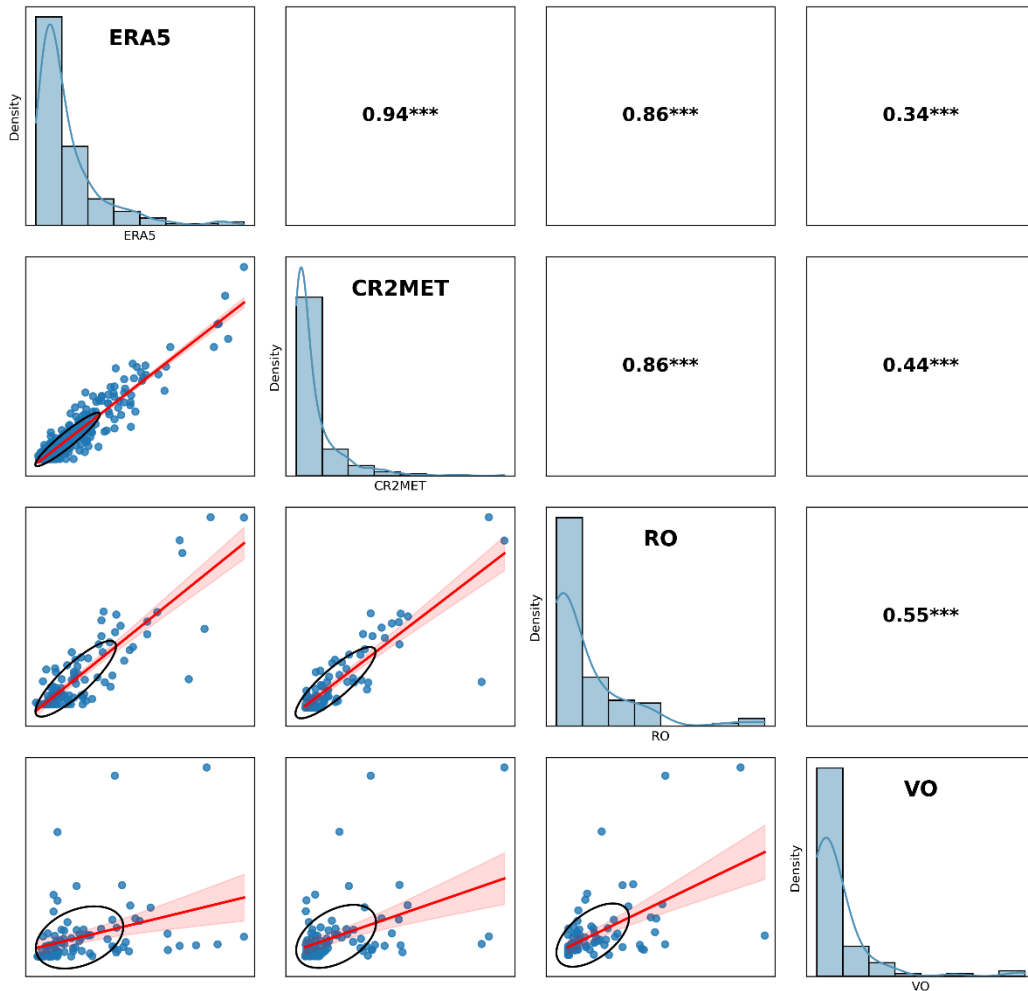 ERA5
Density
ERA5
0.94***
0.86***
0.34***
CR2MET
Density
CR2MET
0.86***
0.44***
RO
Density
RO
0.55***
VO
Density
VO